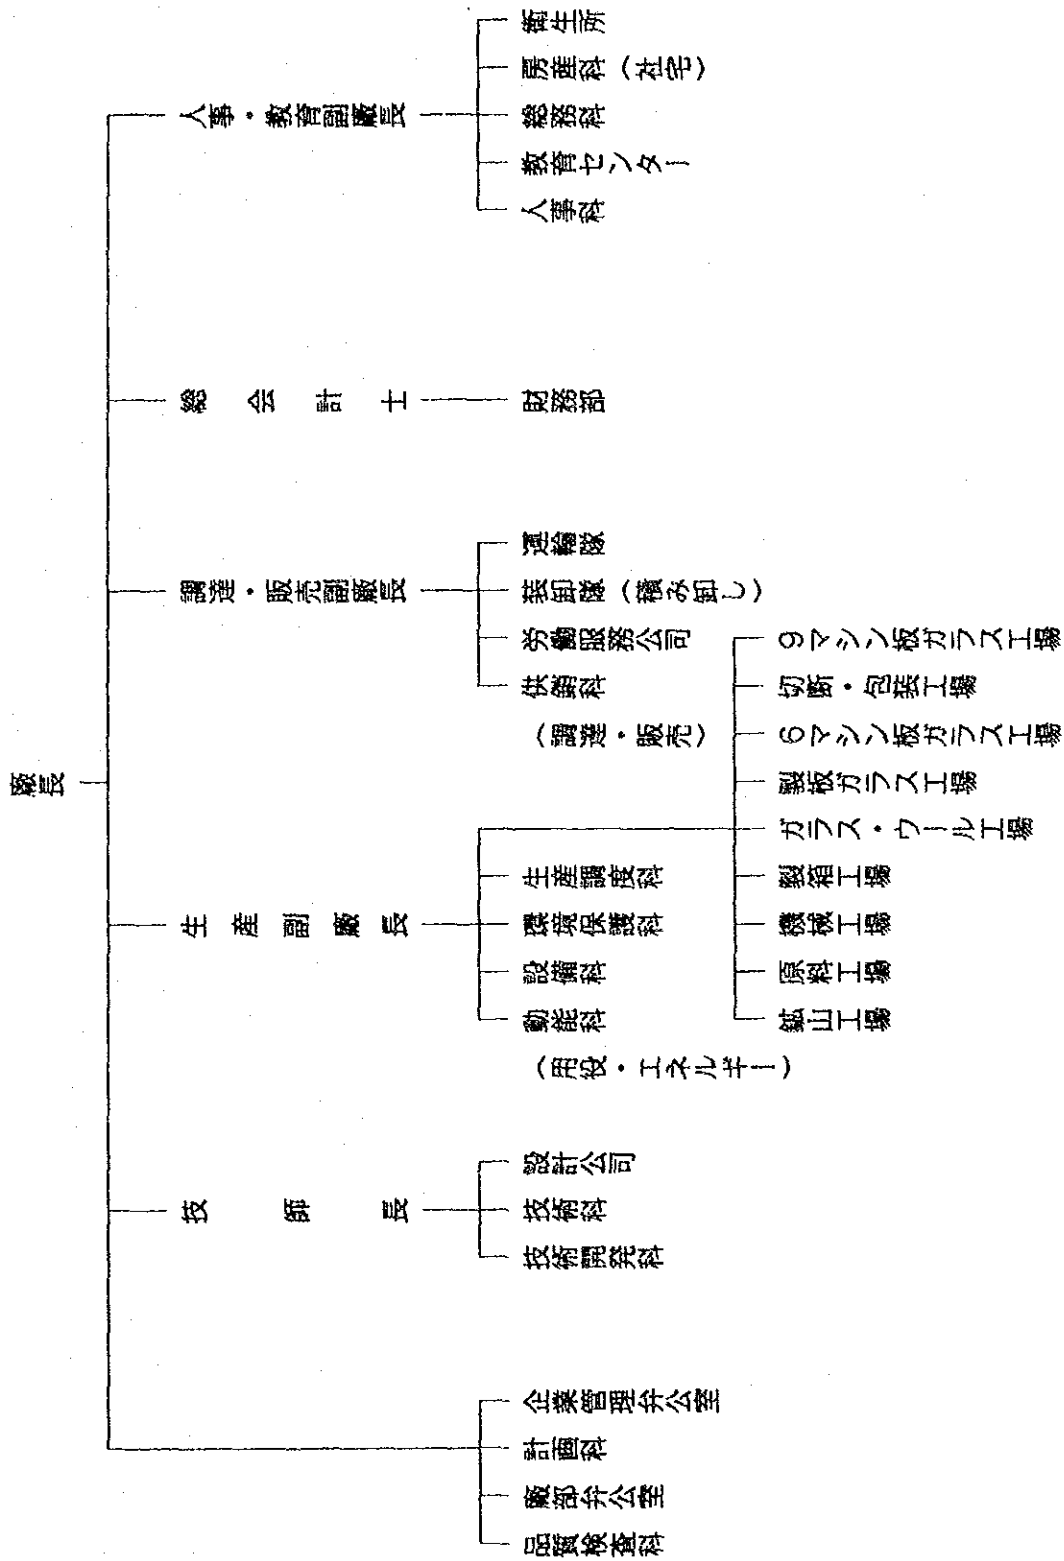 廠長
人事・教育副廠長
衛生所
房産科（社宅）
総務科
教育センター
人事科
総会計士
財務部
調達・販売副廠長
運輸隊
装卸隊（積み卸し）
労働服務公司
供銷科
（調達・販売）
生産副廠長
生産調度科
環境保護科
設備科
動能科
（用役・エネルギー）
9マシン板ガラス工場
切断・包装工場
6マシン板ガラス工場
製板ガラス工場
ガラス・ウール工場
製箱工場
機械工場
原料工場
鉱山工場
技師長
設計公司
技術科
技術開発科
企業管理弁公室
計画科
廠部弁公室
品質検査科